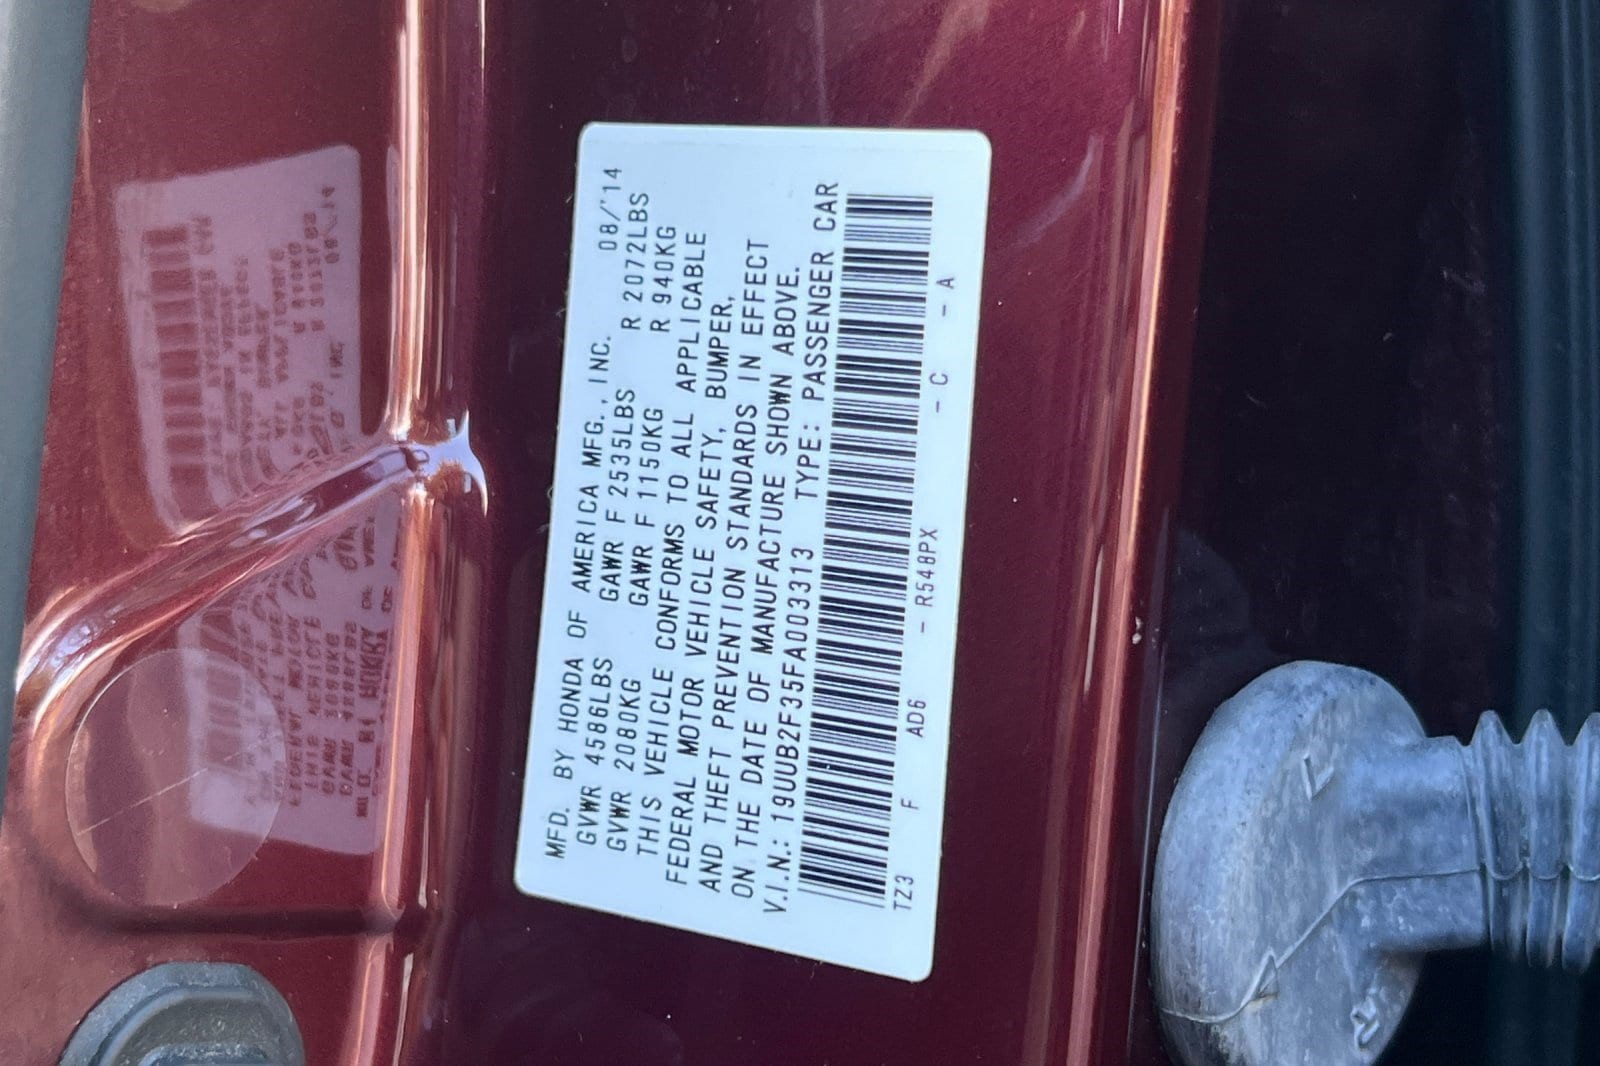 MFD. BY HONDA OF AMERICA MFG., INC. 08/'14
GVWR 4586LBS GAWR F 2535LBS R 2072LBS
GVWR 2080KG GAWR F 1150KG R 940KG
THIS VEHICLE CONFORMS TO ALL APPLICABLE
FEDERAL MOTOR VEHICLE SAFETY, BUMPER,
AND THEFT PREVENTION STANDARDS IN EFFECT
ON THE DATE OF MANUFACTURE SHOWN ABOVE.
V.I.N.: 19UUB2F35FA003313 TYPE: PASSENGER CAR
TZ3 F AD6 - R548PX - C - A